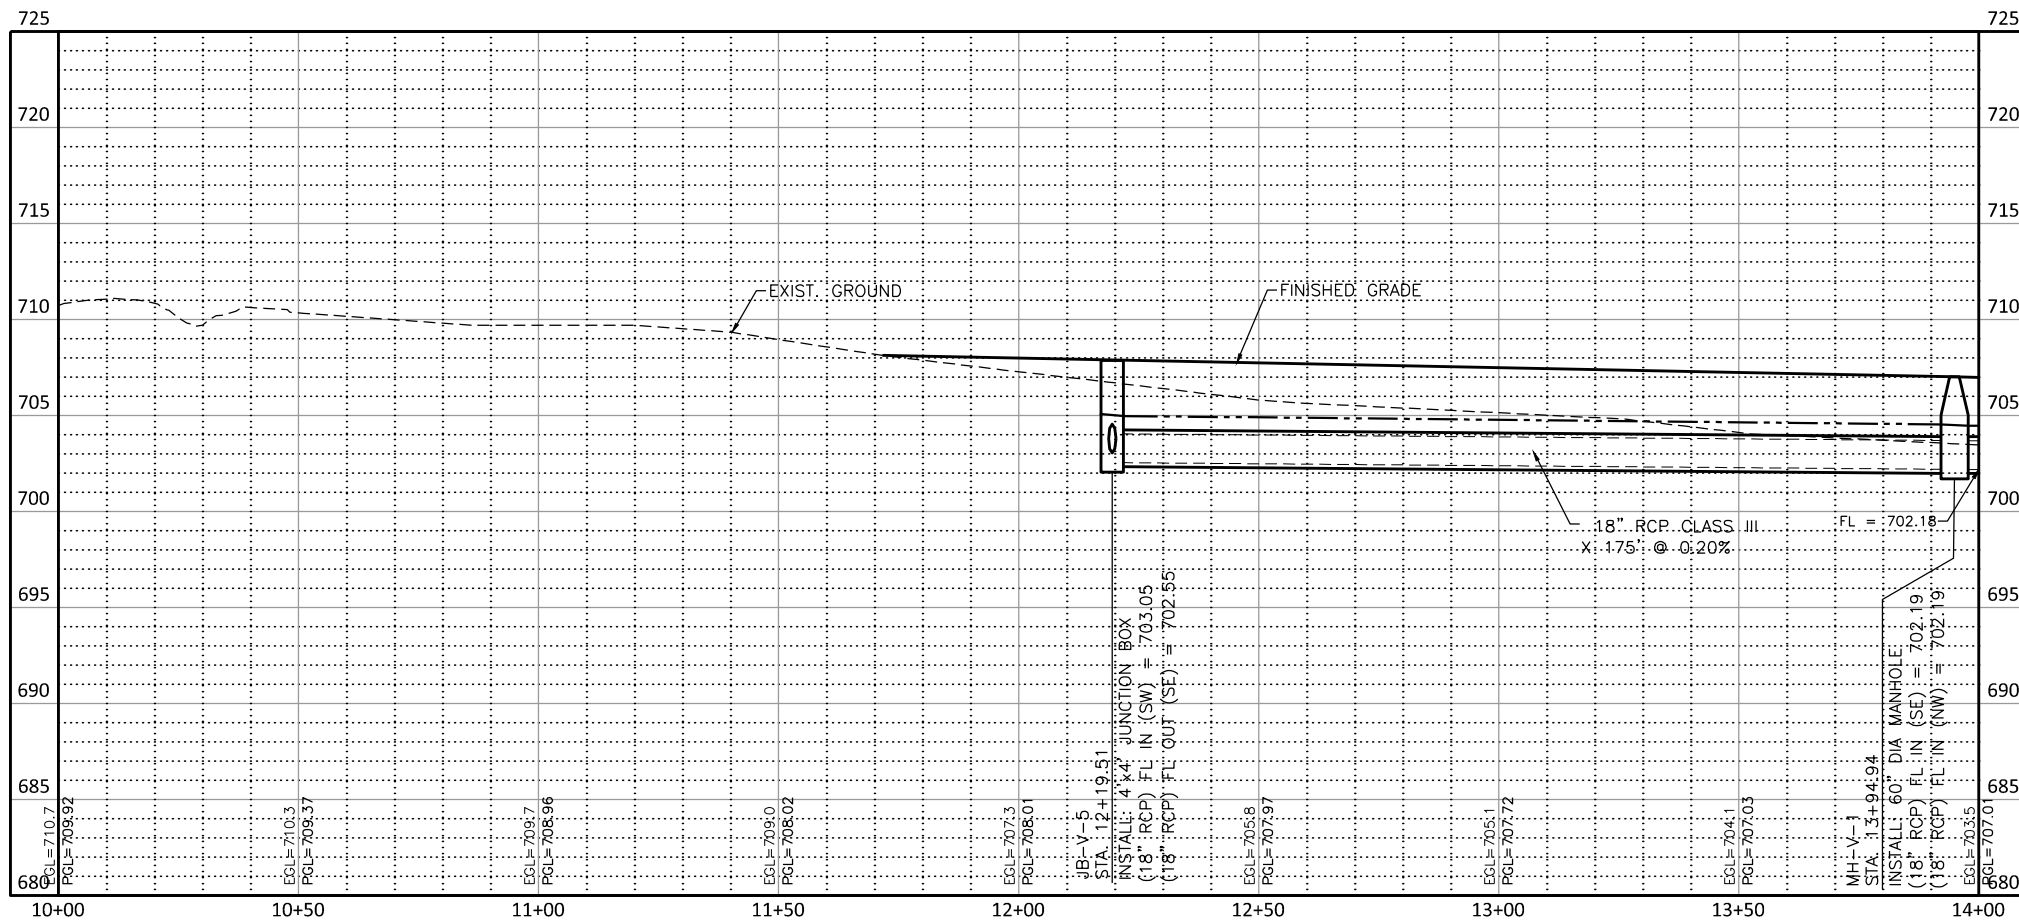 725
725
720
720
715
715
710
710
705
705
700
700
695
695
690
690
685
685
680
680
EXIST. GROUND
FINISHED GRADE
18" RCP CLASS III
X 175' @ 0.20%
FL = 702.18
JB-V-5
STA. 12+19.51
INSTALL: 4'x4' JUNCTION BOX
(18" RCP) FL IN (SW) = 703.05
(18" RCP) FL OUT (SE) = 702.55
MH-V-1
STA. 13+94.94
INSTALL: 60" DIA MANHOLE
(18" RCP) FL IN (SE) = 702.19
(18" RCP) FL IN (NW) = 702.19
EGL=710.7
PGL=709.92
EGL=710.3
PGL=709.37
EGL=709.7
PGL=708.96
EGL=709.0
PGL=708.02
EGL=707.3
PGL=708.01
EGL=705.8
PGL=707.97
EGL=705.1
PGL=707.72
EGL=704.1
PGL=707.03
EGL=703.5
PGL=707.01
10+00
10+50
11+00
11+50
12+00
12+50
13+00
13+50
14+00